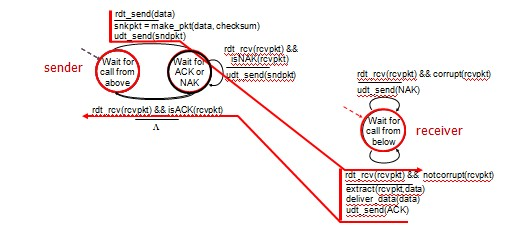 rdt_send(data)
snkpkt = make_pkt(data, checksum)
udt_send(sndpkt)
sender
Wait for
call from
above
Wait for
ACK or
NAK
rdt_rcv(rcvpkt) &&
isNAK(rcvpkt)
udt_send(sndpkt)
rdt_rcv(rcvpkt) && isACK(rcvpkt)
Λ
rdt_rcv(rcvpkt) && corrupt(rcvpkt)
udt_send(NAK)
Wait for
call from
below
receiver
rdt_rcv(rcvpkt) && notcorrupt(rcvpkt)
extract(rcvpkt,data)
deliver_data(data)
udt_send(ACK)